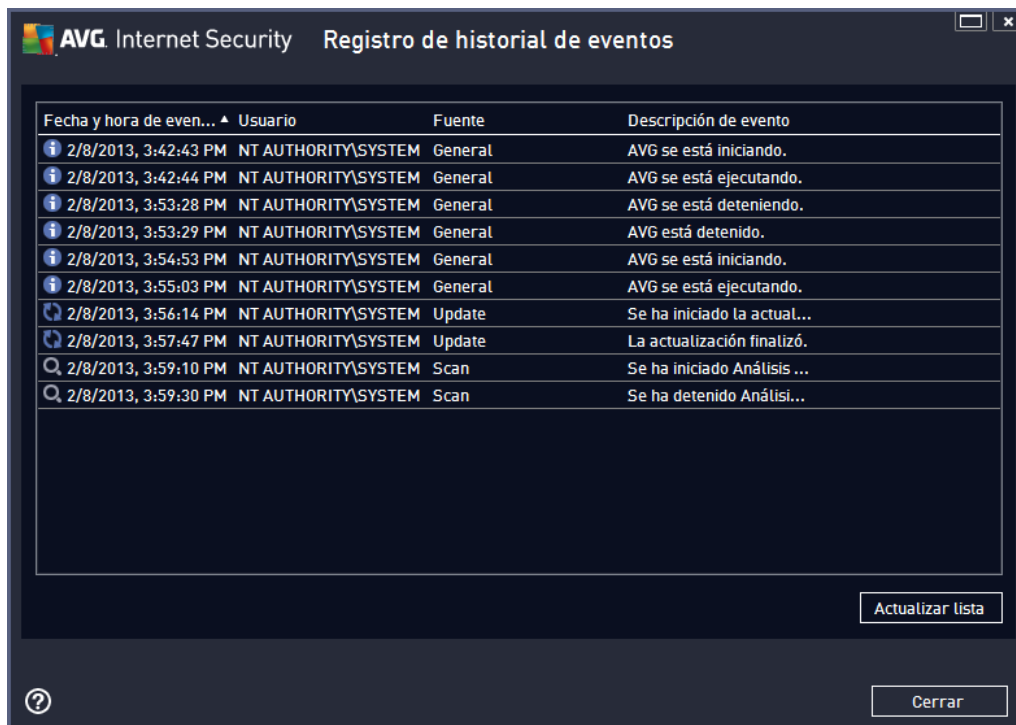 AVG. Internet Security Registro de historial de eventos
Fecha y hora de even... Usuario Fuente Descripción de evento
2/8/2013, 3:42:43 PM NT AUTHORITY\SYSTEM General AVG se está iniciando.
2/8/2013, 3:42:44 PM NT AUTHORITY\SYSTEM General AVG se está ejecutando.
2/8/2013, 3:53:28 PM NT AUTHORITY\SYSTEM General AVG se está deteniendo.
2/8/2013, 3:53:29 PM NT AUTHORITY\SYSTEM General AVG está detenido.
2/8/2013, 3:54:53 PM NT AUTHORITY\SYSTEM General AVG se está iniciando.
2/8/2013, 3:55:03 PM NT AUTHORITY\SYSTEM General AVG se está ejecutando.
2/8/2013, 3:56:14 PM NT AUTHORITY\SYSTEM Update Se ha iniciado la actual...
2/8/2013, 3:57:47 PM NT AUTHORITY\SYSTEM Update La actualización finalizó.
2/8/2013, 3:59:10 PM NT AUTHORITY\SYSTEM Scan Se ha iniciado Análisis ...
2/8/2013, 3:59:30 PM NT AUTHORITY\SYSTEM Scan Se ha detenido Análisi...
Actualizar lista
Cerrar